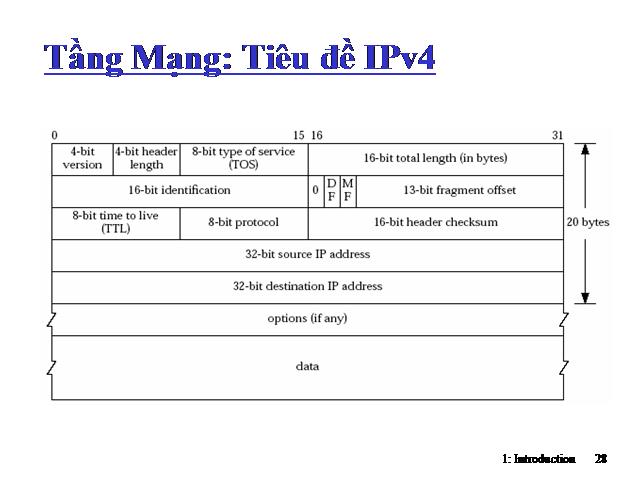 Tầng Mạng: Tiêu đề IPv4
0 15 16 31
4-bit version
4-bit header length
8-bit type of service (TOS)
16-bit total length (in bytes)
16-bit identification
0
DF
MF
13-bit fragment offset
8-bit time to live (TTL)
8-bit protocol
16-bit header checksum
20 bytes
32-bit source IP address
32-bit destination IP address
options (if any)
data
1: Introduction